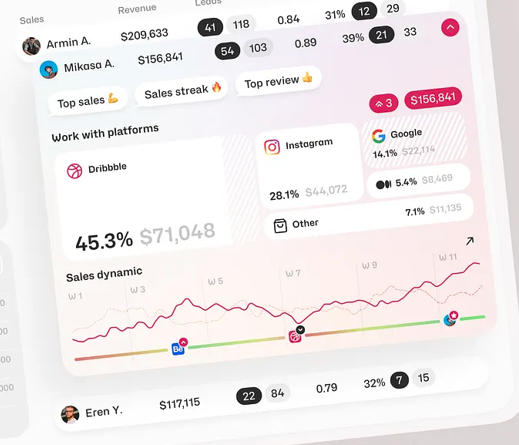 Sales Revenue Leads
Armin A. $209,633 41 118 0.84 31% 12 29
Mikasa A. $156,841 54 103 0.89 39% 21 33
Top sales 💪 Sales streak 🔥 Top review 👍
3 $156,841
Work with platforms
Dribbble
45.3% $71,048
Instagram
28.1% $44,072
Google
14.1% $22,114
5.4% $8,469
Other 7.1% $11,135
Sales dynamic
W 1 W 3 W 5 W 7 W 9 W 11
Bē
Eren Y. $117,115 22 84 0.79 32% 7 15